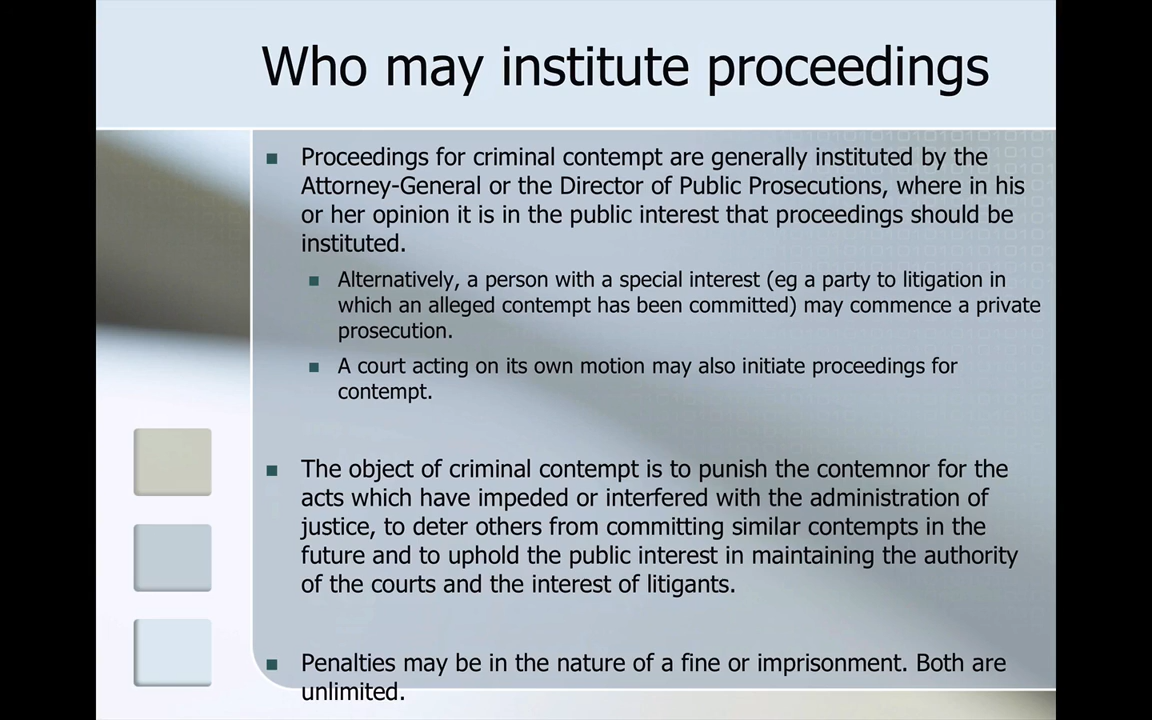 Who may institute proceedings
Proceedings for criminal contempt are generally instituted by the
Attorney-General or the Director of Public Prosecutions, where in his
or her opinion it is in the public interest that proceedings should be
instituted.
Alternatively, a person with a special interest (eg a party to litigation in
which an alleged contempt has been committed) may commence a private
prosecution.
A court acting on its own motion may also initiate proceedings for
contempt.
The object of criminal contempt is to punish the contemnor for the
acts which have impeded or interfered with the administration of
justice, to deter others from committing similar contempts in the
future and to uphold the public interest in maintaining the authority
of the courts and the interest of litigants.
Penalties may be in the nature of a fine or imprisonment. Both are
unlimited.